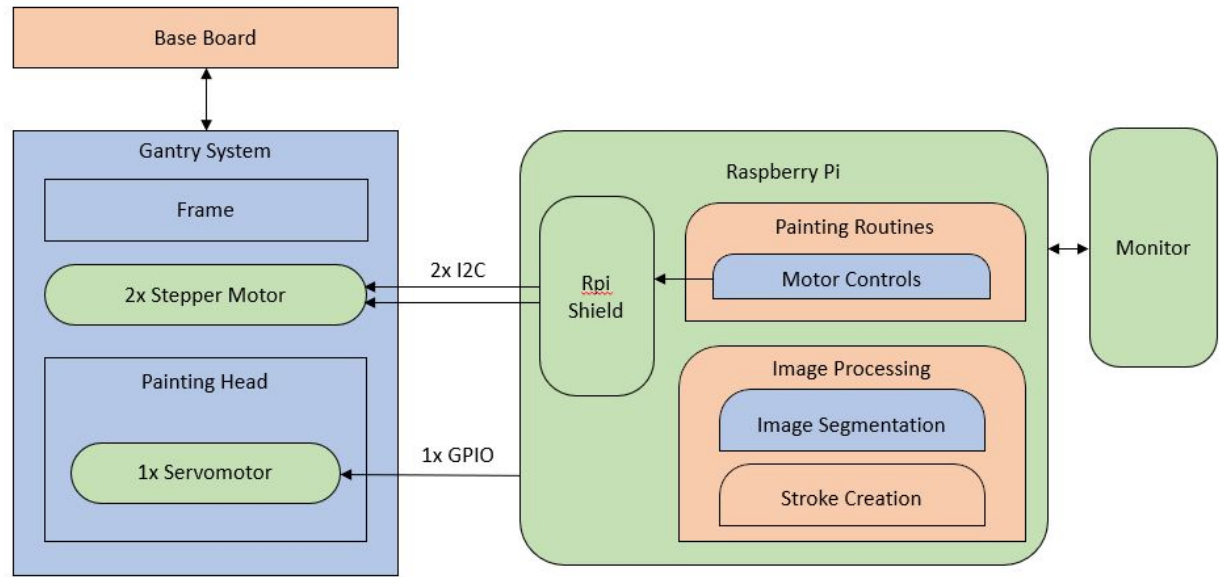 Base Board
Gantry System
Frame
2x Stepper Motor
Painting Head
1x Servomotor
2x I2C
1x GPIO
Raspberry Pi
Rpi
Shield
Painting Routines
Motor Controls
Image Processing
Image Segmentation
Stroke Creation
Monitor